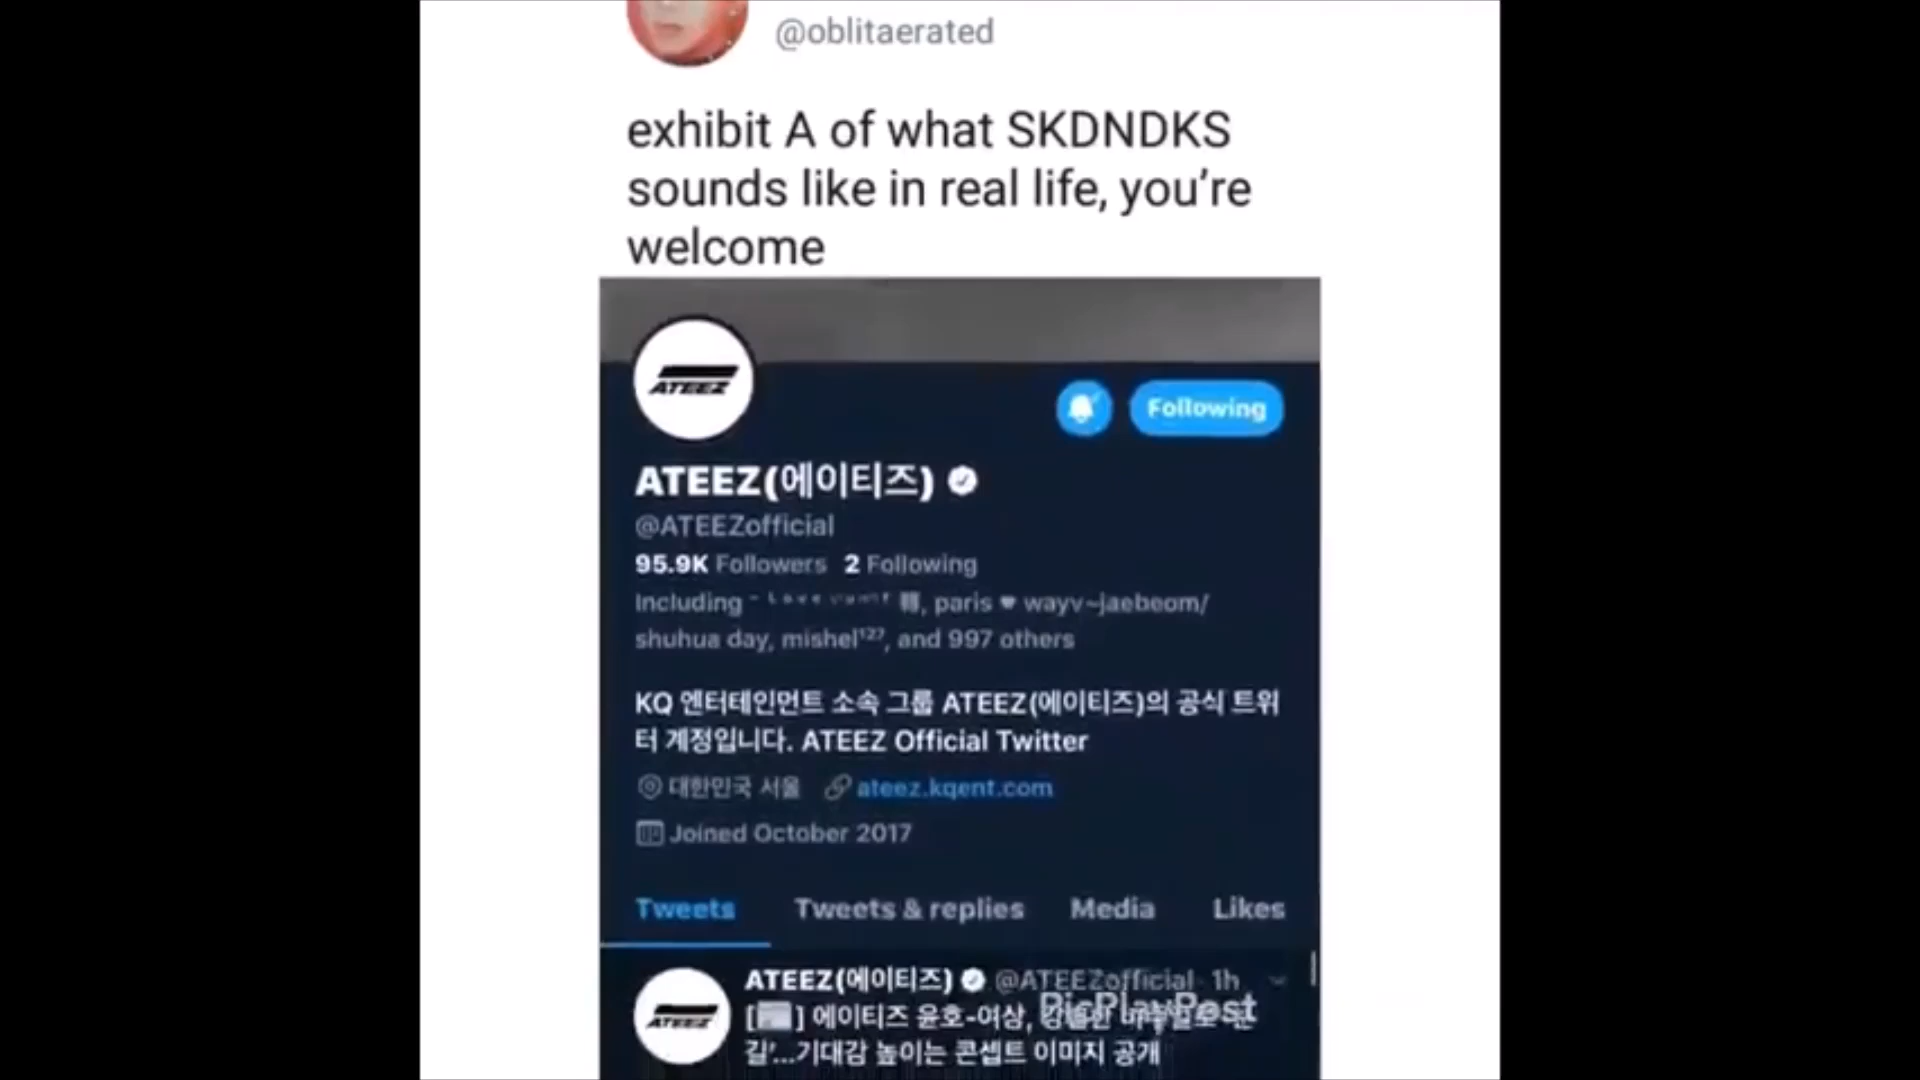 @oblitaerated
exhibit A of what SKDNDKS
sounds like in real life, you’re
welcome
ATEEZ
Following
ATEEZ(에이티즈)
@ATEEZofficial
95.9K Followers 2 Following
Including paris ♥ wayv~jaebeom/
shuhua day, mishel¹²⁷, and 997 others
KQ 엔터테인먼트 소속 그룹 ATEEZ(에이티즈)의 공식 트위
터 계정입니다. ATEEZ Official Twitter
대한민국 서울 ateez.kqent.com
Joined October 2017
Tweets Tweets & replies Media Likes
ATEEZ(에이티즈) @ATEEZofficial · 1h
ATEEZ
에이티즈 윤호-여상,
PicPlayPost
길’...기대감 높이는 콘셉트 이미지 공개